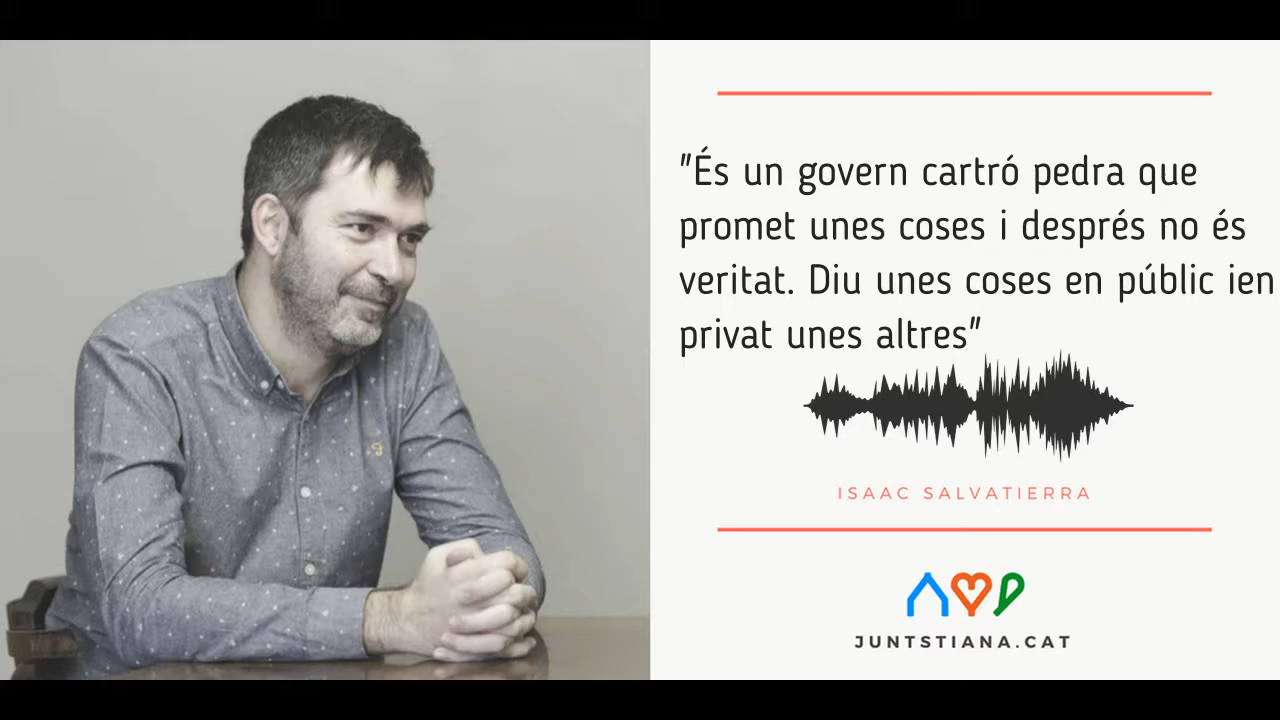 "És un govern cartró pedra que
promet unes coses i després no és
veritat. Diu unes coses en públic ien
privat unes altres"
ISAAC SALVATIERRA
JUNTSTIANA.CAT